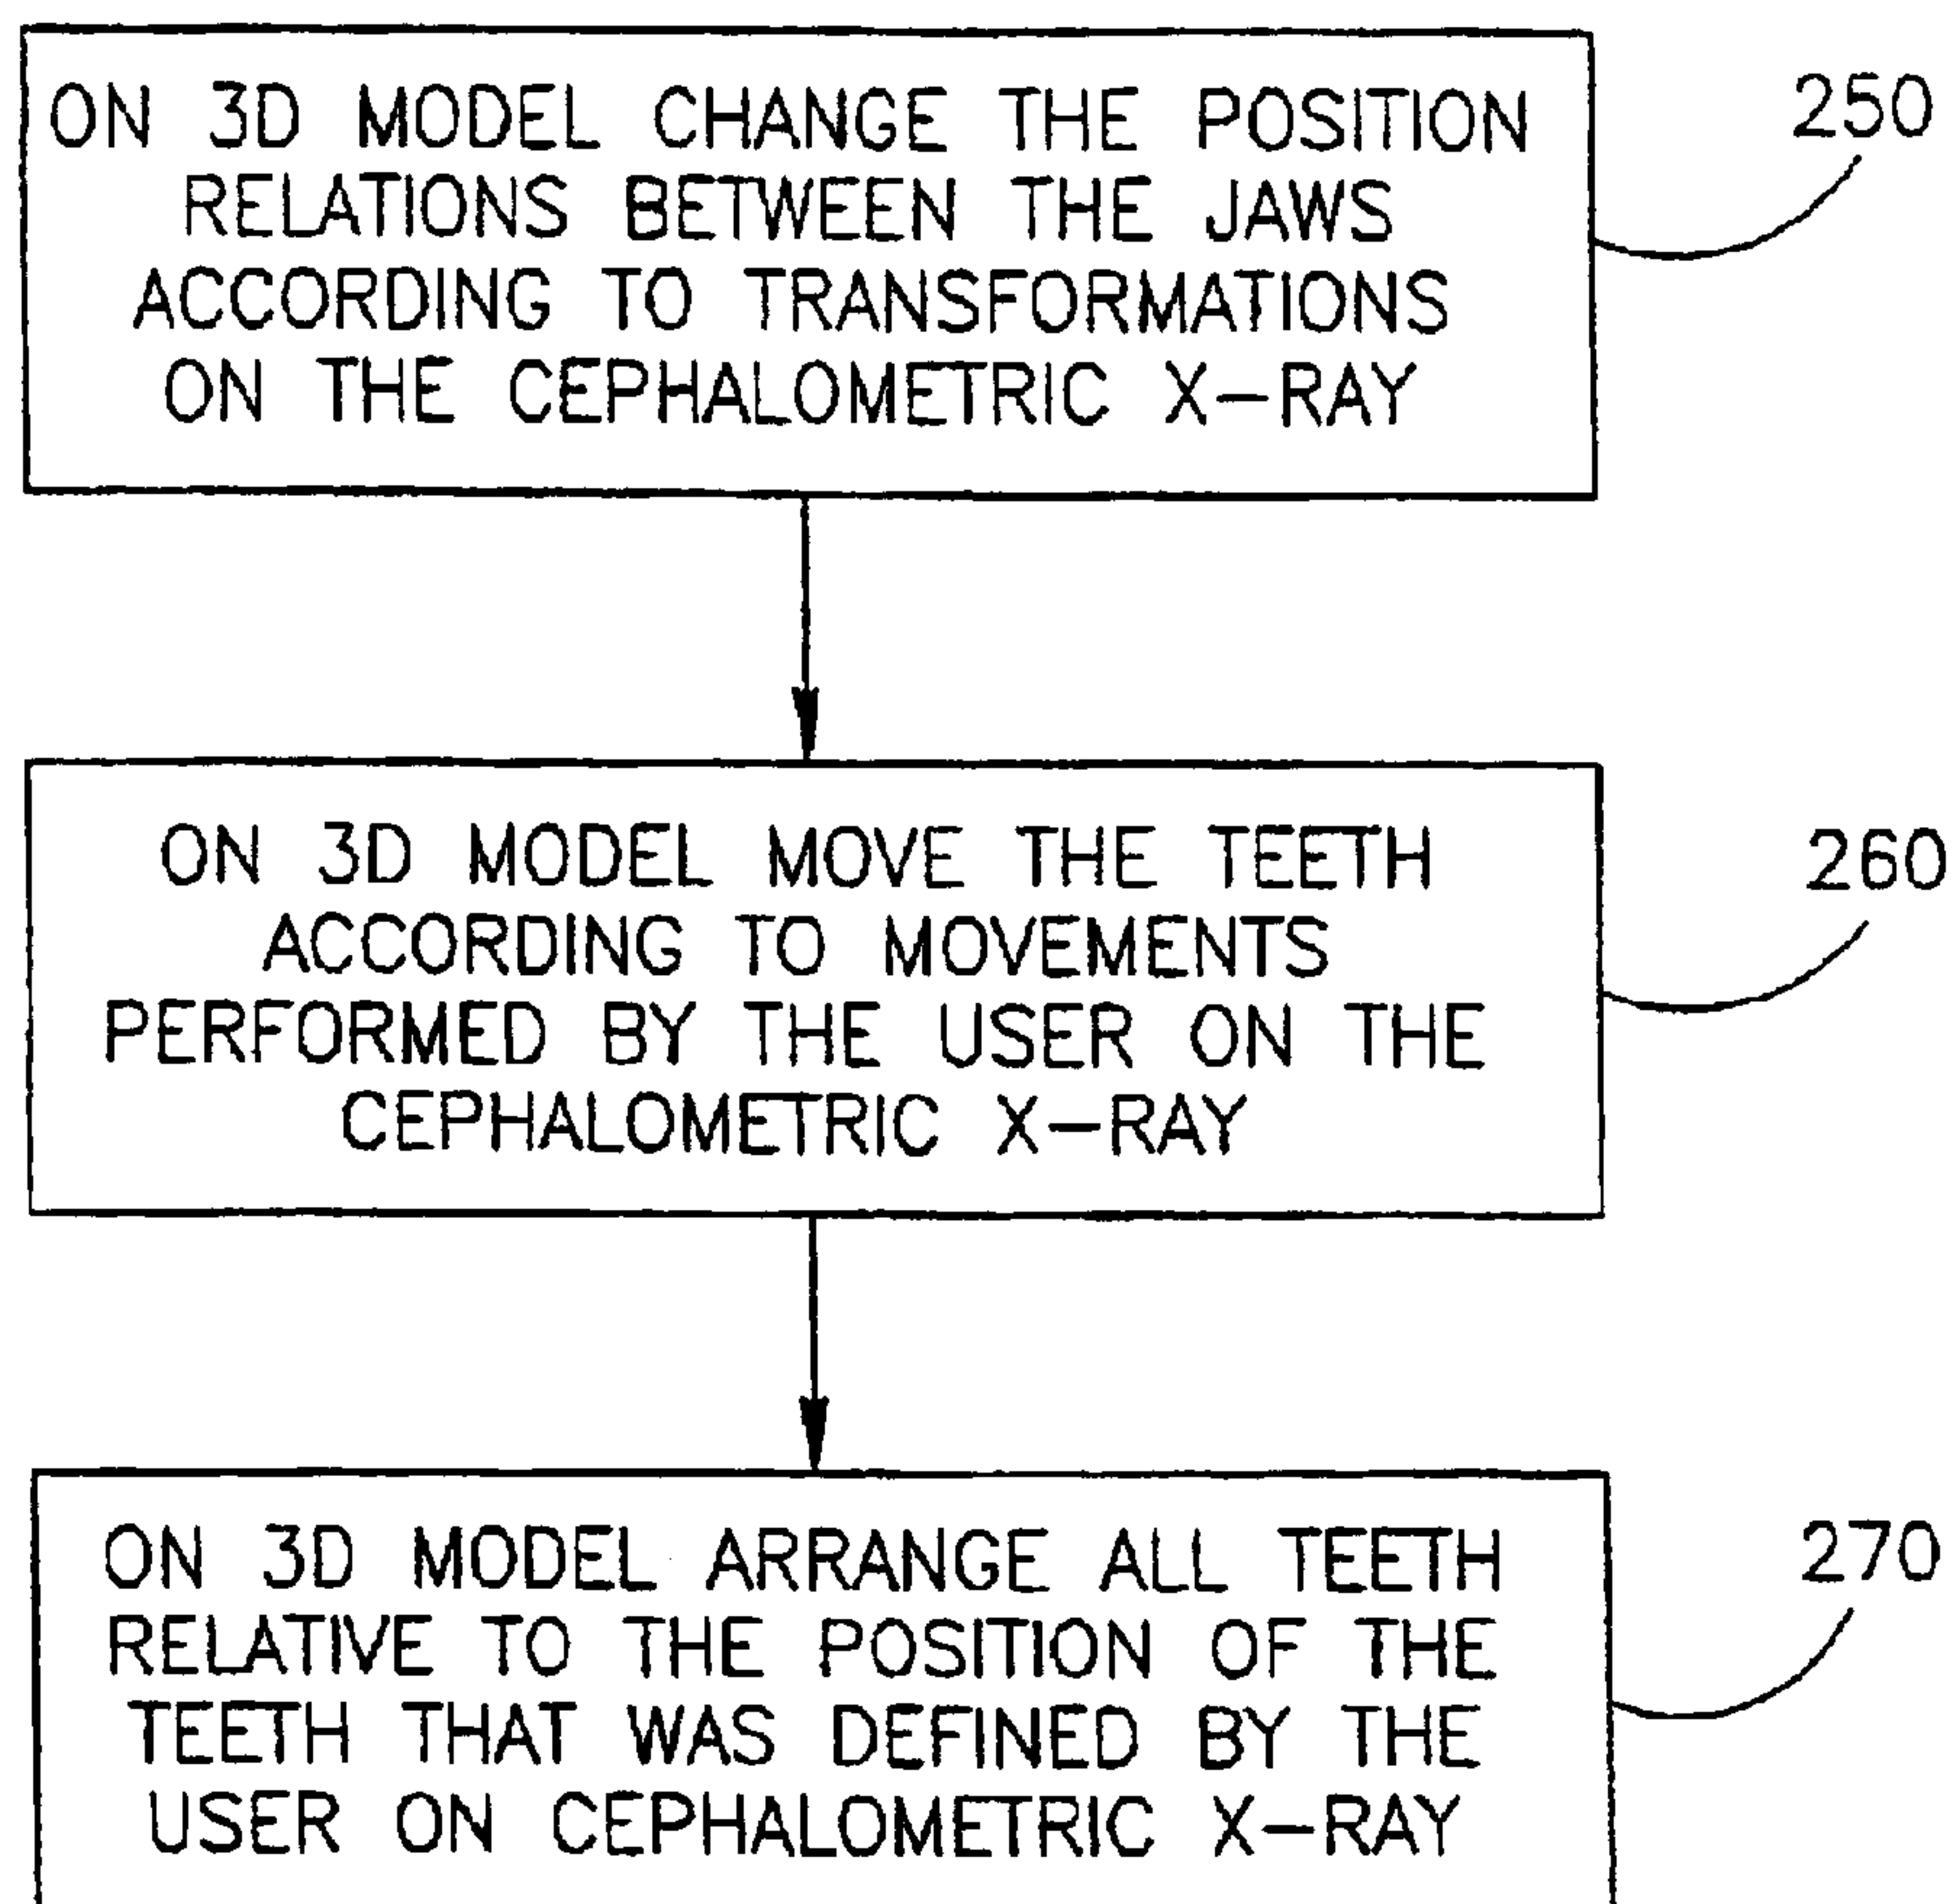 ON 3D MODEL CHANGE THE POSITION
RELATIONS BETWEEN THE JAWS
ACCORDING TO TRANSFORMATIONS
ON THE CEPHALOMETRIC X-RAY
250
ON 3D MODEL MOVE THE TEETH
ACCORDING TO MOVEMENTS
PERFORMED BY THE USER ON THE
CEPHALOMETRIC X-RAY
260
ON 3D MODEL ARRANGE ALL TEETH
RELATIVE TO THE POSITION OF THE
TEETH THAT WAS DEFINED BY THE
USER ON CEPHALOMETRIC X-RAY
270